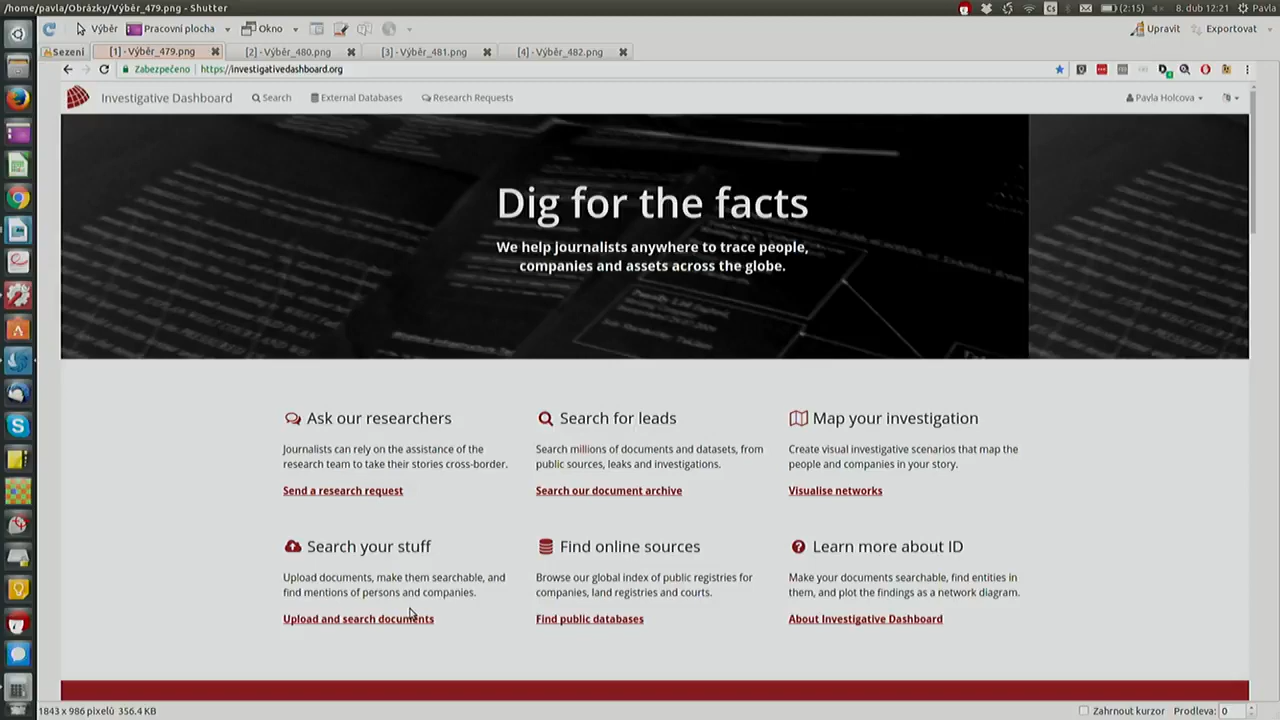 /home/pavla/Obrázky/Výběr_479.png - Shutter
Cs
(2:15)
8. dub 12:21
Pavla
Výběr
Pracovní plocha
Okno
Upravit
Exportovat
Sezení
[1] - Výběr_479.png
[2] - Výběr_480.png
[3] - Výběr_481.png
[4] - Výběr_482.png
Zabezpečeno
https://investigativedashboard.org
Investigative Dashboard
Search
External Databases
Research Requests
Pavla Holcova
Dig for the facts
We help journalists anywhere to trace people,
companies and assets across the globe.
Ask our researchers
Journalists can rely on the assistance of the
research team to take their stories cross-border.
Send a research request
Search for leads
Search millions of documents and datasets, from
public sources, leaks and investigations.
Search our document archive
Map your investigation
Create visual investigative scenarios that map the
people and companies in your story.
Visualise networks
Search your stuff
Upload documents, make them searchable, and
find mentions of persons and companies.
Upload and search documents
Find online sources
Browse our global index of public registries for
companies, land registries and courts.
Find public databases
Learn more about ID
Make your documents searchable, find entities in
them, and plot the findings as a network diagram.
About Investigative Dashboard
1843 x 986 pixelů 356.4 KB
Zahrnout kurzor
Prodleva: 0